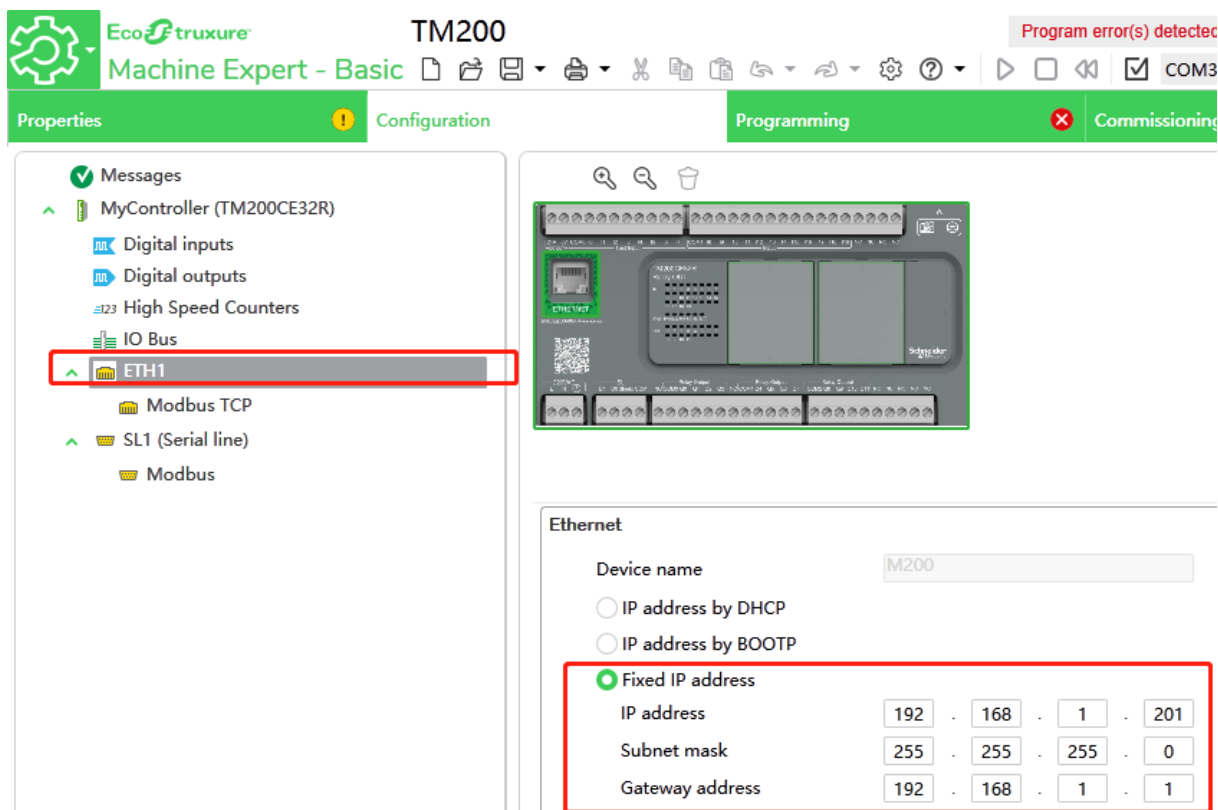 EcoStruxure TM200 Program error(s) detected
Machine Expert - Basic COM3
Properties Configuration Programming Commissioning
Messages
MyController (TM200CE32R)
Digital inputs
Digital outputs
High Speed Counters
IO Bus
ETH1
Modbus TCP
SL1 (Serial line)
Modbus
ETHERNET
Schneider
Ethernet
Device name M200
IP address by DHCP
IP address by BOOTP
Fixed IP address
IP address 192 . 168 . 1 . 201
Subnet mask 255 . 255 . 255 . 0
Gateway address 192 . 168 . 1 . 1